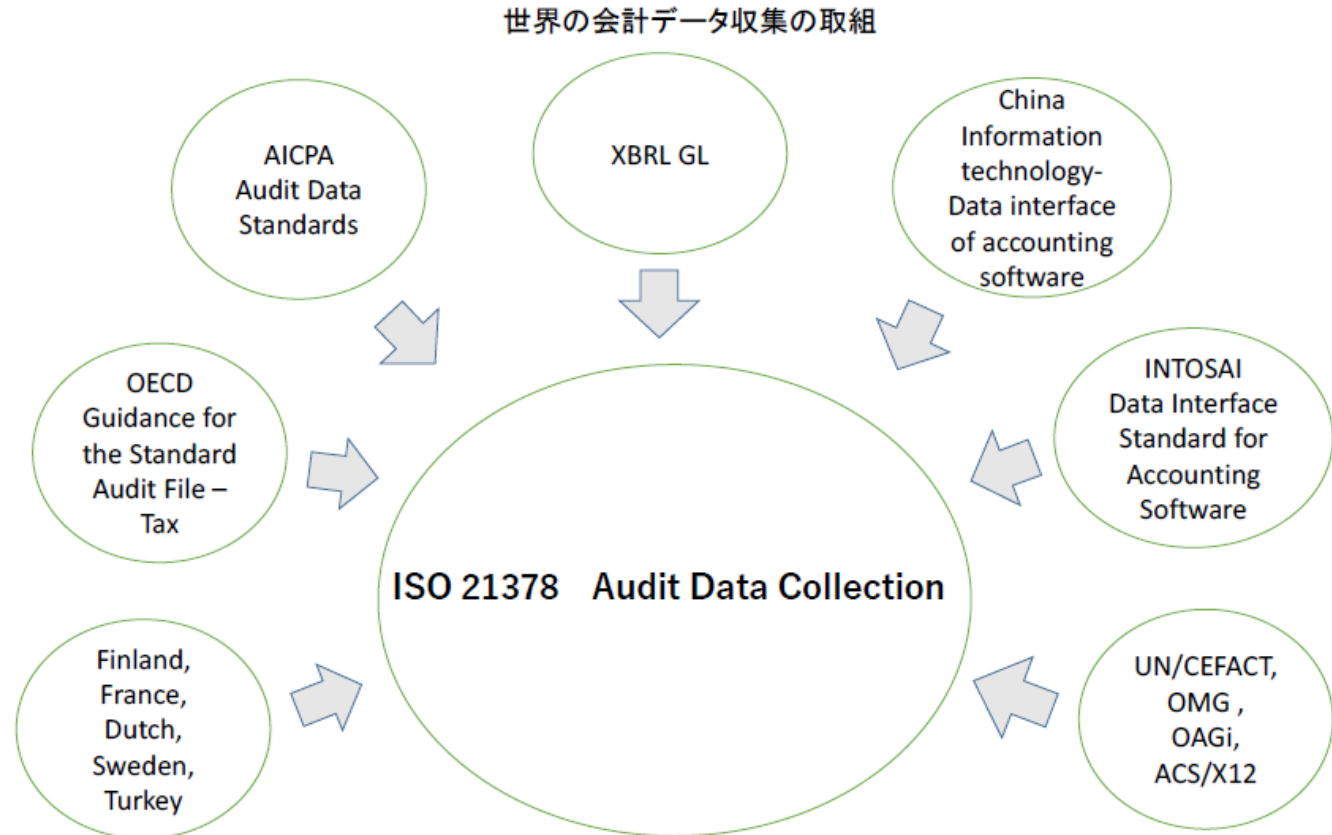 世界の会計データ収集の取組
AICPA
Audit Data
Standards
XBRL GL
China
Information
technology-
Data interface
of accounting
software
OECD
Guidance for
the Standard
Audit File –
Tax
INTOSAI
Data Interface
Standard for
Accounting
Software
ISO 21378 Audit Data Collection
Finland,
France,
Dutch,
Sweden,
Turkey
UN/CEFACT,
OMG ,
OAGi,
ACS/X12